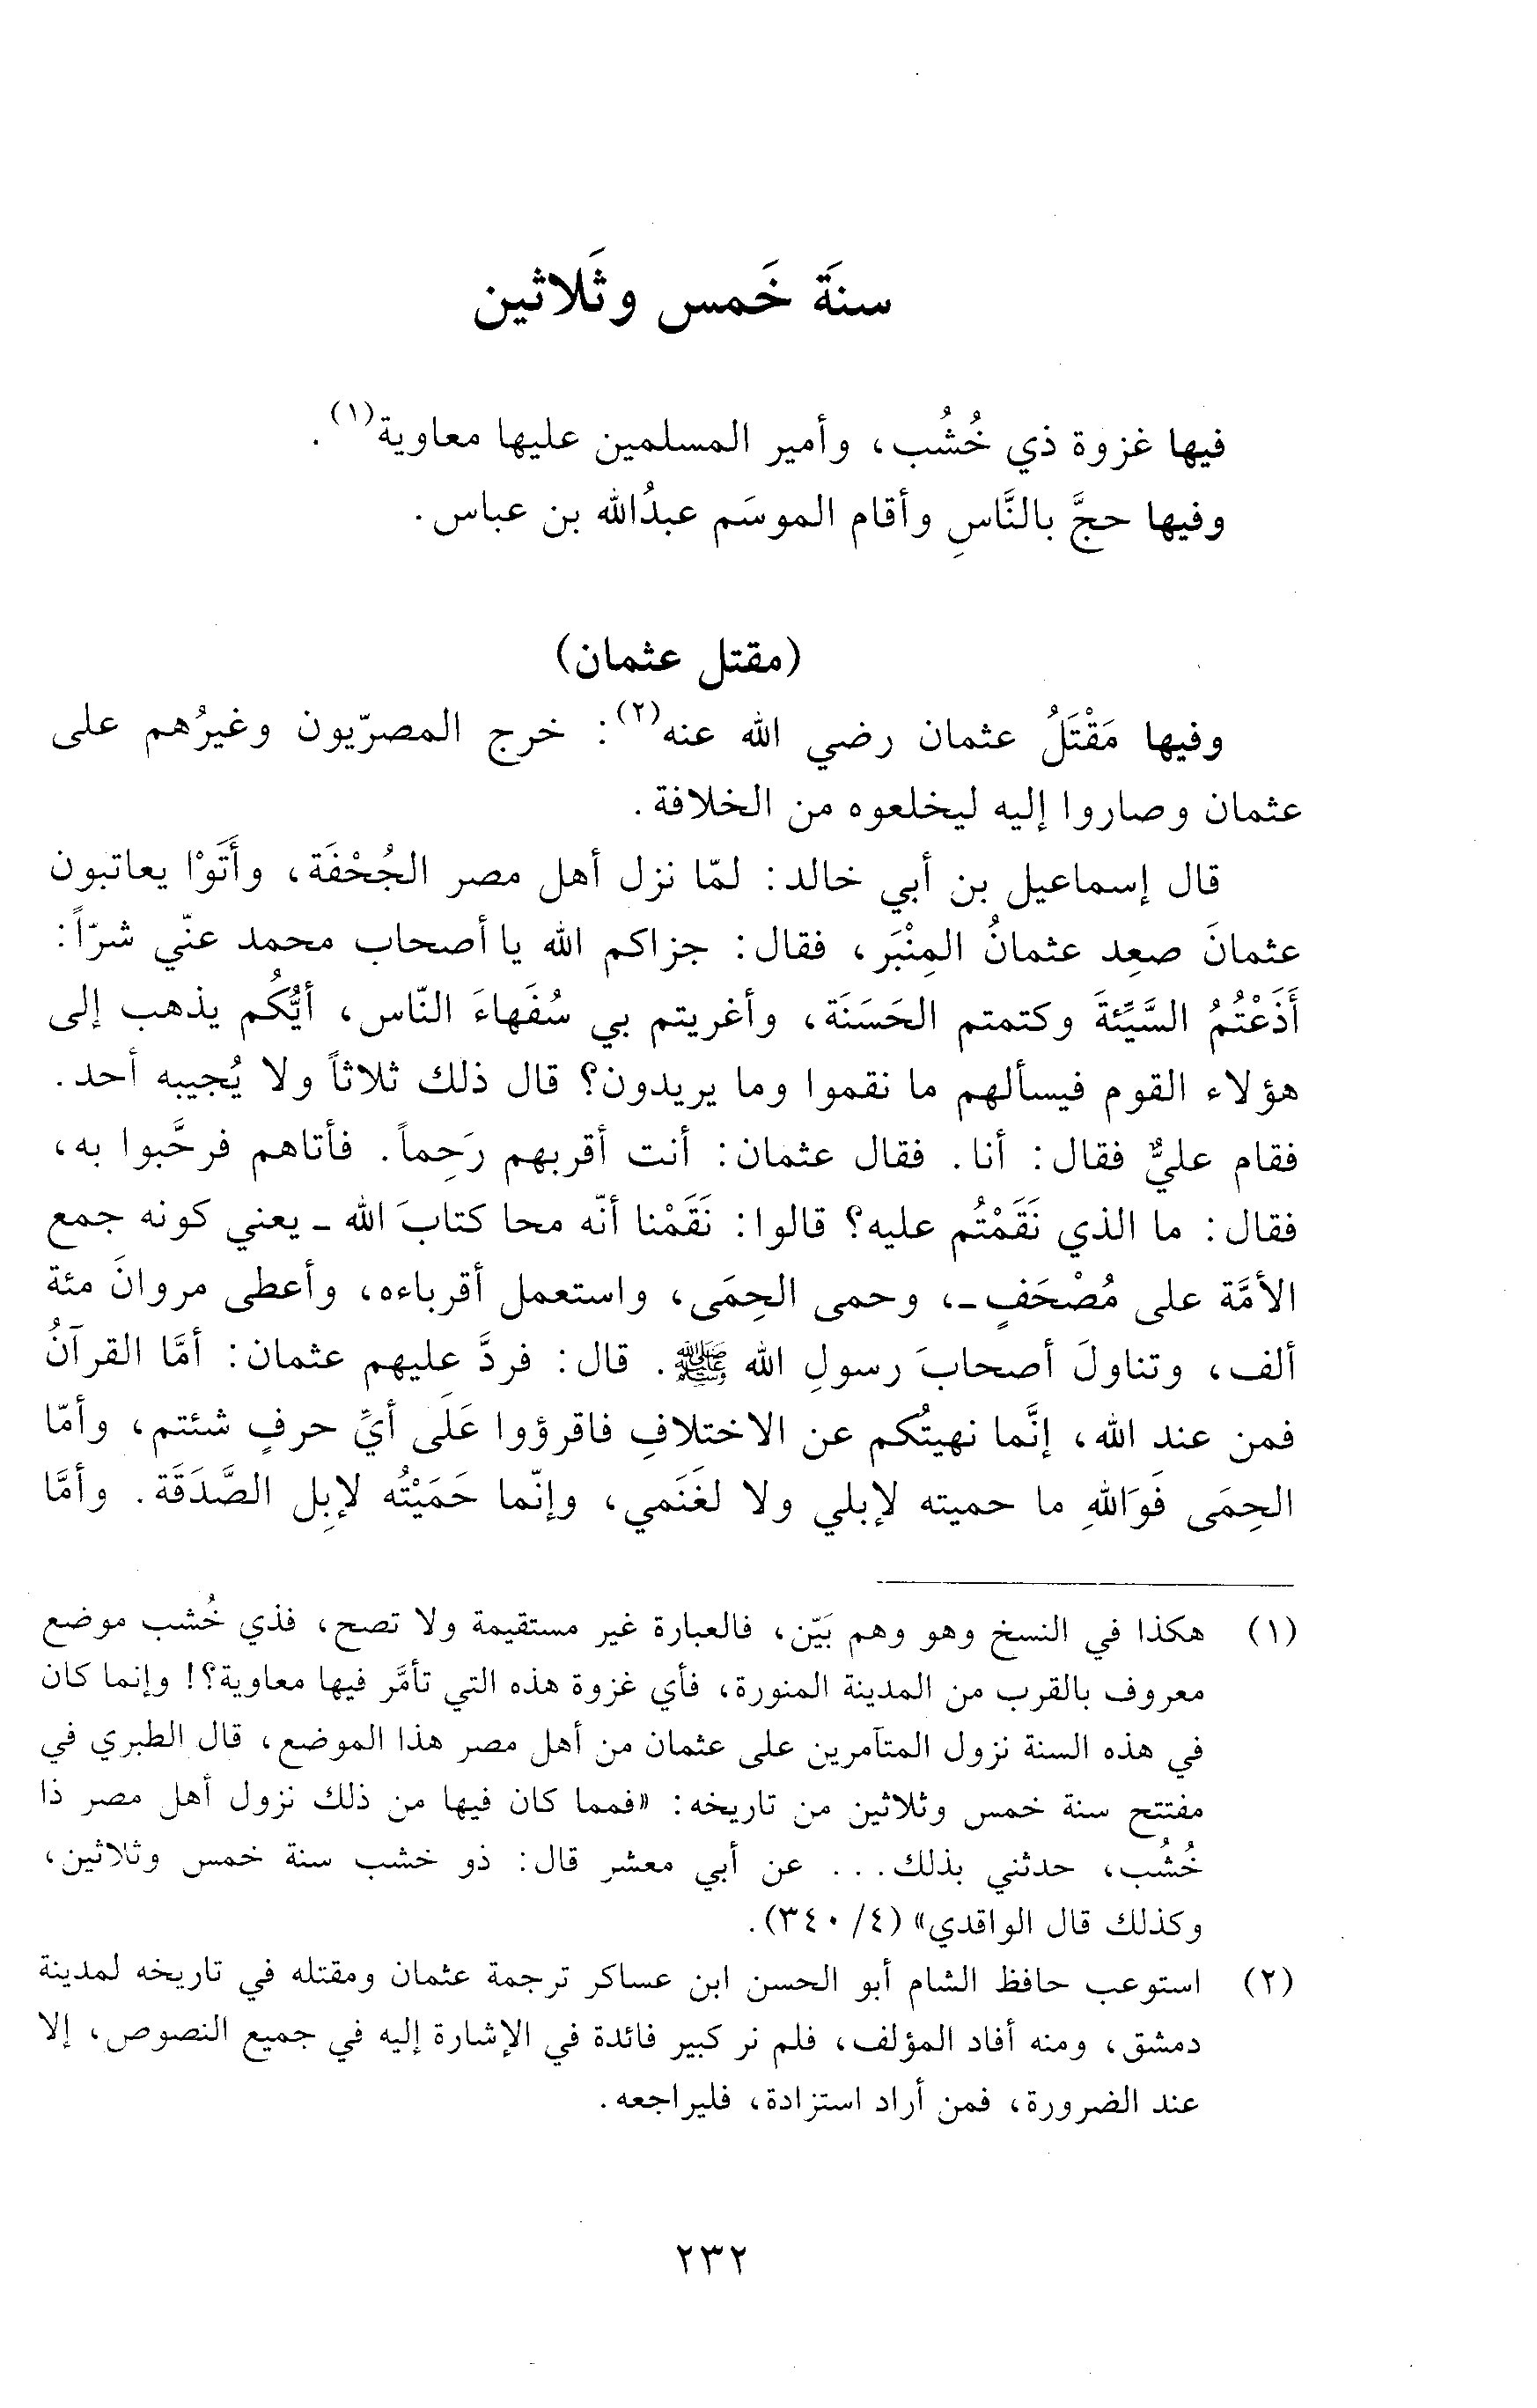 سنَة خَمس وثَلاثين
فيها غزوة ذي خُشُب، وأمير المسلمين عليها معاوية(١).
وفيها حجَّ بالنَّاسِ وأقام الموسَم عبدُالله بن عباس.
(مقتل عثمان)
وفيها مَقْتَلُ عثمان رضي الله عنه(٢): خرج المصرّيون وغيرُهم على
عثمان وصاروا إليه ليخلعوه من الخلافة.
قال إسماعيل بن أبي خالد: لمّا نزل أهل مصر الجُحْفَة، وأَتَوْا يعاتبون
عثمانَ صعِد عثمانُ المِنْبَر، فقال: جزاكم الله يا أصحاب محمد عنّي شرّاً:
أَذَعْتُمُ السَّيِّئةَ وكتمتم الحَسَنَة، وأغريتم بي سُفَهاءَ النّاس، أيُّكُم يذهب إلى
هؤلاء القوم فيسألهم ما نقموا وما يريدون؟ قال ذلك ثلاثاً ولا يُجيبه أحد.
فقام عليٌّ فقال: أنا. فقال عثمان: أنت أقربهم رَحِماً. فأتاهم فرحَّبوا به،
فقال: ما الذي نَقَمْتُم عليه؟ قالوا: نَقَمْنا أنّه محا كتابَ الله ـ يعني كونه جمع
الأمَّة على مُصْحَفٍ ـ، وحمى الحِمَى، واستعمل أقرباءه، وأعطى مروانَ مئة
ألف، وتناولَ أصحابَ رسولِ الله ﷺ. قال: فردَّ عليهم عثمان: أمَّا القرآنُ
فمن عند الله، إنَّما نهيتُكم عن الاختلافِ فاقرؤوا عَلَى أيِّ حرفٍ شئتم، وأمّا
الحِمَى فَوَاللهِ ما حميته لإبلي ولا لغَنَمي، وإنّما حَمَيْتُه لإبِل الصَّدَقَة. وأمَّا
(١) هكذا في النسخ وهو وهم بَيّن، فالعبارة غير مستقيمة ولا تصح، فذي خُشب موضع
معروف بالقرب من المدينة المنورة، فأي غزوة هذه التي تأمَّر فيها معاوية؟! وإنما كان
في هذه السنة نزول المتآمرين على عثمان من أهل مصر هذا الموضع، قال الطبري في
مفتتح سنة خمس وثلاثين من تاريخه: «فمما كان فيها من ذلك نزول أهل مصر ذا
خُشُب، حدثني بذلك... عن أبي معشر قال: ذو خشب سنة خمس وثلاثين،
وكذلك قال الواقدي» (٤/ ٣٤٠).
(٢) استوعب حافظ الشام أبو الحسن ابن عساكر ترجمة عثمان ومقتله في تاريخه لمدينة
دمشق، ومنه أفاد المؤلف، فلم نر كبير فائدة في الإشارة إليه في جميع النصوص، إلا
عند الضرورة، فمن أراد استزادة، فليراجعه.
٢٣٢